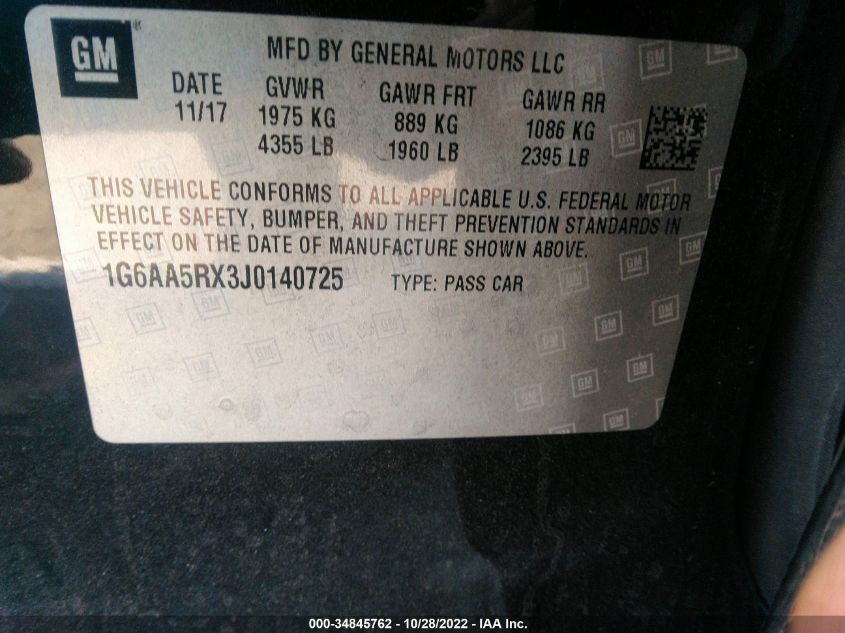 GM
MFD BY GENERAL MOTORS LLC
DATE GVWR GAWR FRT GAWR RR
11/17 1975 KG 889 KG 1086 KG
4355 LB 1960 LB 2395 LB
THIS VEHICLE CONFORMS TO ALL APPLICABLE U.S. FEDERAL MOTOR
VEHICLE SAFETY, BUMPER, AND THEFT PREVENTION STANDARDS IN
EFFECT ON THE DATE OF MANUFACTURE SHOWN ABOVE.
1G6AA5RX3J0140725 TYPE: PASS CAR
000-34845762 - 10/28/2022 - IAA Inc.